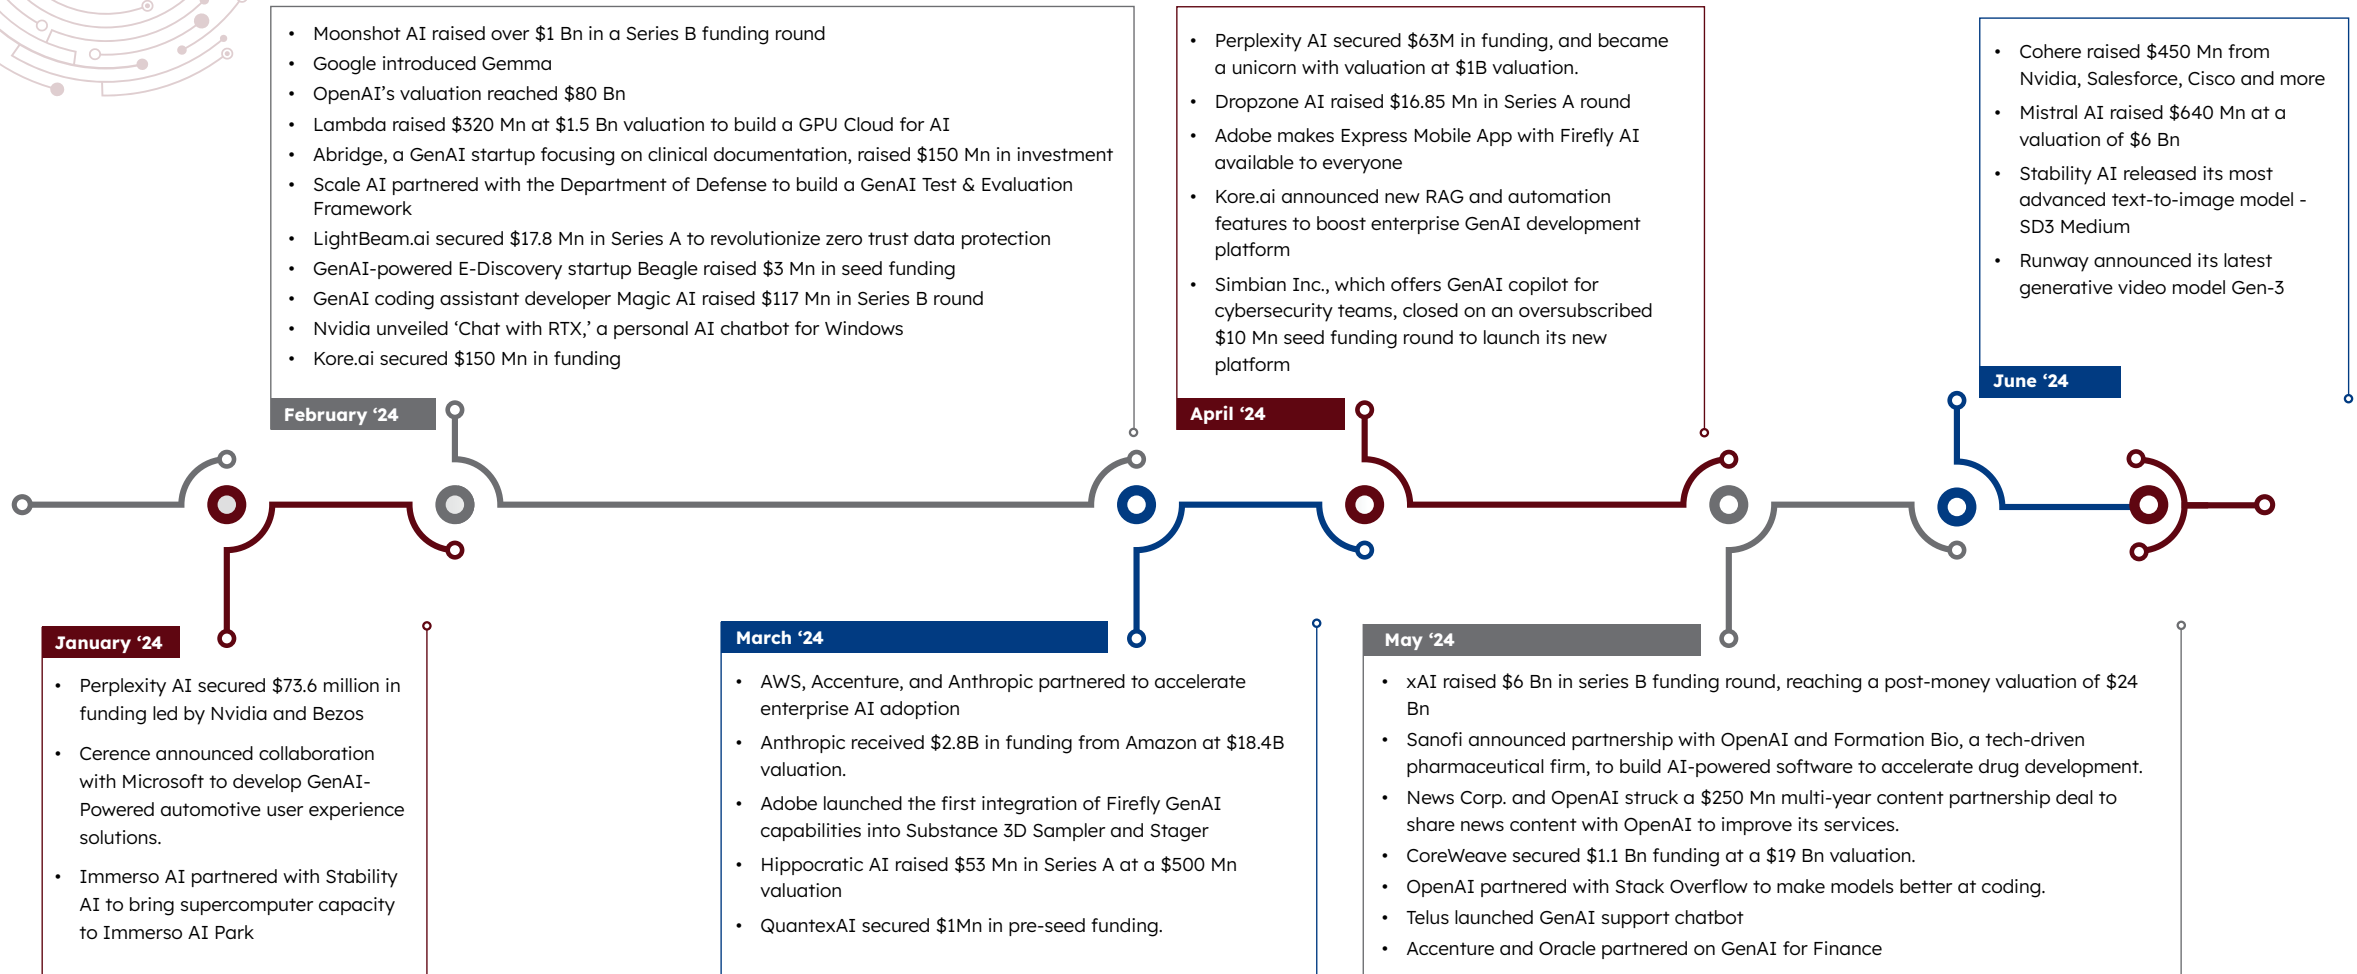 • Moonshot AI raised over $1 Bn in a Series B funding round
• Google introduced Gemma
• OpenAI’s valuation reached $80 Bn
• Lambda raised $320 Mn at $1.5 Bn valuation to build a GPU Cloud for AI
• Abridge, a GenAI startup focusing on clinical documentation, raised $150 Mn in investment
• Scale AI partnered with the Department of Defense to build a GenAI Test & Evaluation
Framework
• LightBeam.ai secured $17.8 Mn in Series A to revolutionize zero trust data protection
• GenAI-powered E-Discovery startup Beagle raised $3 Mn in seed funding
• GenAI coding assistant developer Magic AI raised $117 Mn in Series B round
• Nvidia unveiled ‘Chat with RTX,’ a personal AI chatbot for Windows
• Kore.ai secured $150 Mn in funding
February ‘24
• Perplexity AI secured $63M in funding, and became
a unicorn with valuation at $1B valuation.
• Dropzone AI raised $16.85 Mn in Series A round
• Adobe makes Express Mobile App with Firefly AI
available to everyone
• Kore.ai announced new RAG and automation
features to boost enterprise GenAI development
platform
• Simbian Inc., which offers GenAI copilot for
cybersecurity teams, closed on an oversubscribed
$10 Mn seed funding round to launch its new
platform
April ‘24
• Cohere raised $450 Mn from
Nvidia, Salesforce, Cisco and more
• Mistral AI raised $640 Mn at a
valuation of $6 Bn
• Stability AI released its most
advanced text-to-image model -
SD3 Medium
• Runway announced its latest
generative video model Gen-3
June ‘24
January ‘24
• Perplexity AI secured $73.6 million in
funding led by Nvidia and Bezos
• Cerence announced collaboration
with Microsoft to develop GenAI-
Powered automotive user experience
solutions.
• Immerso AI partnered with Stability
AI to bring supercomputer capacity
to Immerso AI Park
March ‘24
• AWS, Accenture, and Anthropic partnered to accelerate
enterprise AI adoption
• Anthropic received $2.8B in funding from Amazon at $18.4B
valuation.
• Adobe launched the first integration of Firefly GenAI
capabilities into Substance 3D Sampler and Stager
• Hippocratic AI raised $53 Mn in Series A at a $500 Mn
valuation
• QuantexAI secured $1Mn in pre-seed funding.
May ‘24
• xAI raised $6 Bn in series B funding round, reaching a post-money valuation of $24
Bn
• Sanofi announced partnership with OpenAI and Formation Bio, a tech-driven
pharmaceutical firm, to build AI-powered software to accelerate drug development.
• News Corp. and OpenAI struck a $250 Mn multi-year content partnership deal to
share news content with OpenAI to improve its services.
• CoreWeave secured $1.1 Bn funding at a $19 Bn valuation.
• OpenAI partnered with Stack Overflow to make models better at coding.
• Telus launched GenAI support chatbot
• Accenture and Oracle partnered on GenAI for Finance